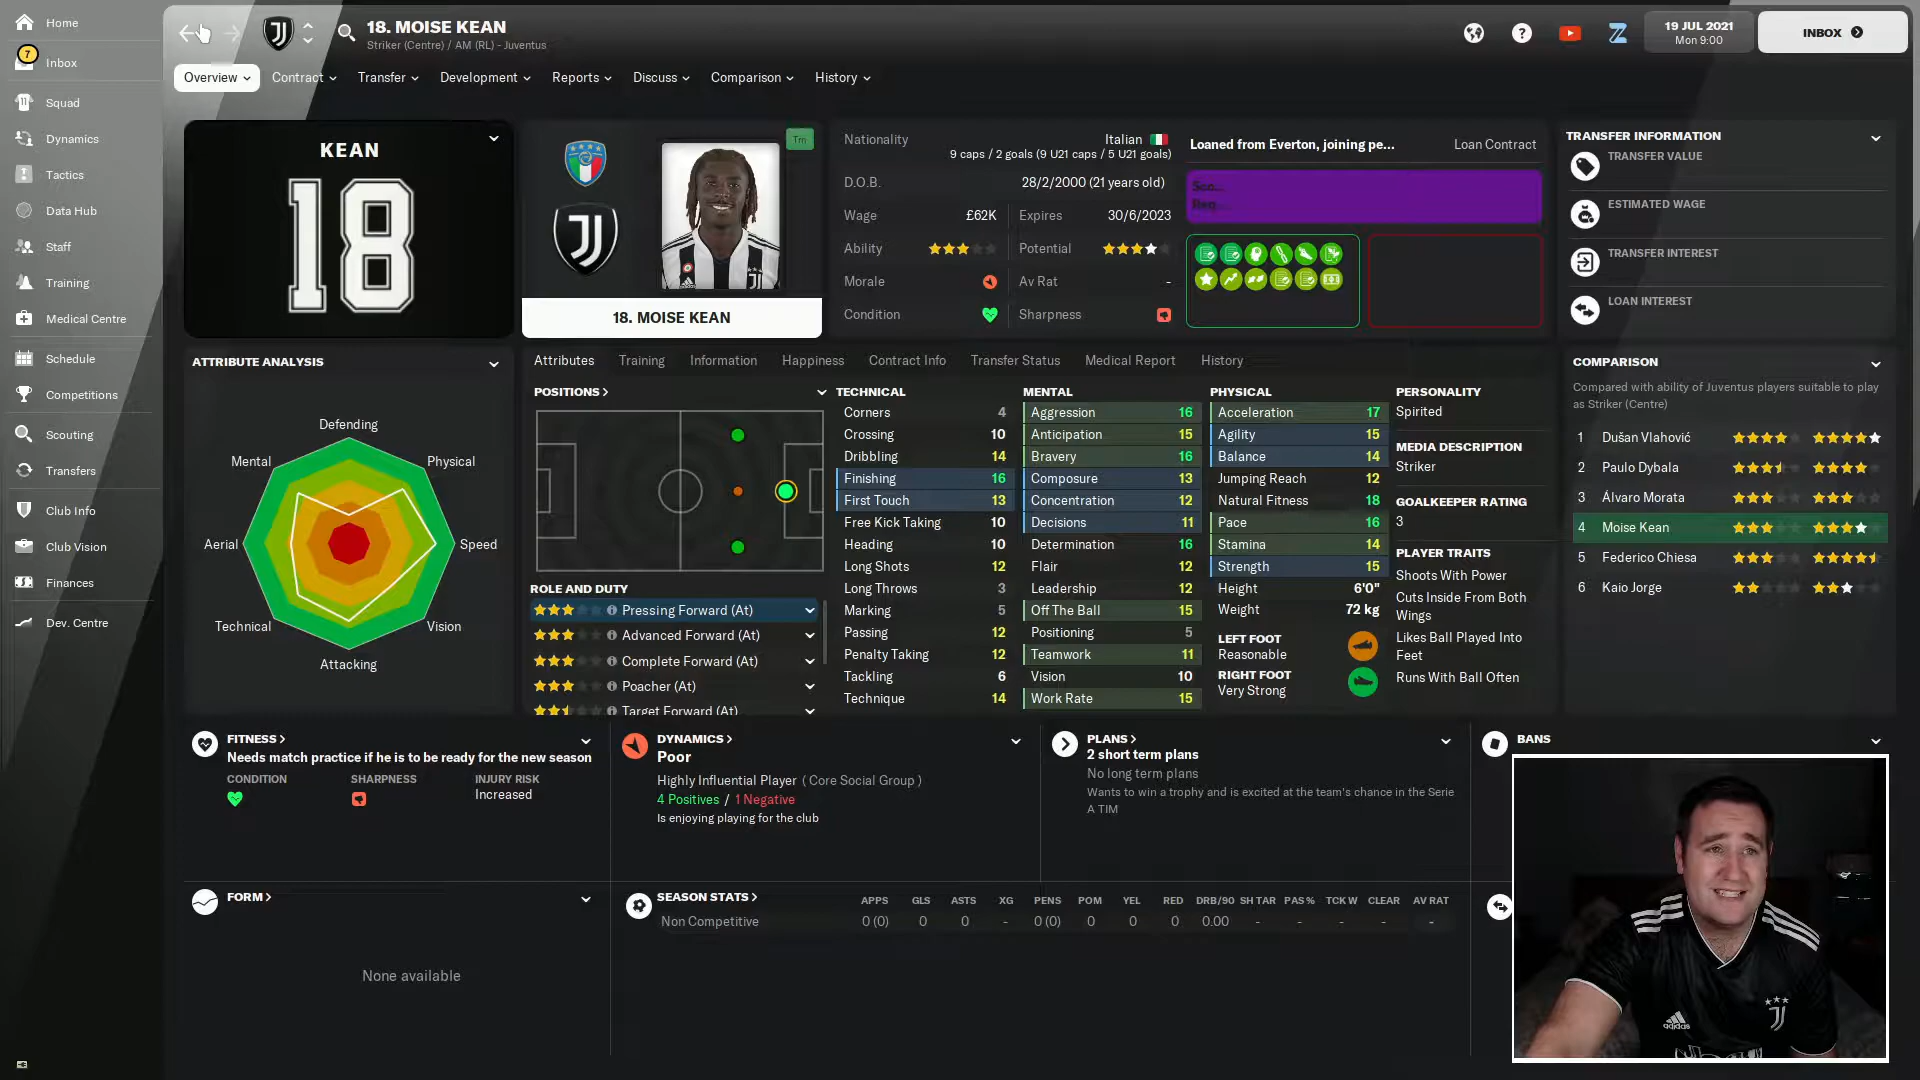 Home
7
Inbox
Squad
Dynamics
Tactics
Data Hub
Staff
Training
Medical Centre
Schedule
Competitions
Scouting
Transfers
Club Info
Club Vision
Finances
Dev. Centre
18. MOISE KEAN
Striker (Centre) / AM (RL) - Juventus
19 JUL 2021
Mon 9:00
INBOX
Overview
Contract
Transfer
Development
Reports
Discuss
Comparison
History
KEAN
18
Trn
18. MOISE KEAN
Nationality Italian
9 caps / 2 goals (9 U21 caps / 5 U21 goals)
D.O.B. 28/2/2000 (21 years old)
Wage £62K Expires 30/6/2023
Ability Potential
Morale Av Rat -
Condition Sharpness
Loaned from Everton, joining pe... Loan Contract
Sco...
Req...
TRANSFER INFORMATION
TRANSFER VALUE
ESTIMATED WAGE
TRANSFER INTEREST
LOAN INTEREST
ATTRIBUTE ANALYSIS
Defending
Mental
Physical
Aerial
Speed
Technical
Vision
Attacking
Attributes Training Information Happiness Contract Info Transfer Status Medical Report History
POSITIONS >
ROLE AND DUTY
Pressing Forward (At)
Advanced Forward (At)
Complete Forward (At)
Poacher (At)
Target Forward (At)
TECHNICAL
Corners 4
Crossing 10
Dribbling 14
Finishing 16
First Touch 13
Free Kick Taking 10
Heading 10
Long Shots 12
Long Throws 3
Marking 5
Passing 12
Penalty Taking 12
Tackling 6
Technique 14
MENTAL
Aggression 16
Anticipation 15
Bravery 16
Composure 13
Concentration 12
Decisions 11
Determination 16
Flair 12
Leadership 12
Off The Ball 15
Positioning 5
Teamwork 11
Vision 10
Work Rate 15
PHYSICAL
Acceleration 17
Agility 15
Balance 14
Jumping Reach 12
Natural Fitness 18
Pace 16
Stamina 14
Strength 15
Height 6'0"
Weight 72 kg
LEFT FOOT
Reasonable
RIGHT FOOT
Very Strong
PERSONALITY
Spirited
MEDIA DESCRIPTION
Striker
GOALKEEPER RATING
3
PLAYER TRAITS
Shoots With Power
Cuts Inside From Both
Wings
Likes Ball Played Into
Feet
Runs With Ball Often
COMPARISON
Compared with ability of Juventus players suitable to play
as Striker (Centre)
1 Dušan Vlahović
2 Paulo Dybala
3 Álvaro Morata
4 Moise Kean
5 Federico Chiesa
6 Kaio Jorge
FITNESS >
Needs match practice if he is to be ready for the new season
CONDITION SHARPNESS INJURY RISK
Increased
DYNAMICS >
Poor
Highly Influential Player ( Core Social Group )
4 Positives / 1 Negative
Is enjoying playing for the club
PLANS >
2 short term plans
No long term plans
Wants to win a trophy and is excited at the team's chance in the Serie
A TIM
BANS
FORM >
None available
SEASON STATS > APPS GLS ASTS XG PENS POM YEL RED DRB/90 SH TAR PAS % TCK W CLEAR AV RAT
Non Competitive 0 (0) 0 0 - 0 (0) 0 0 0 0.00 - - - - -
adidas